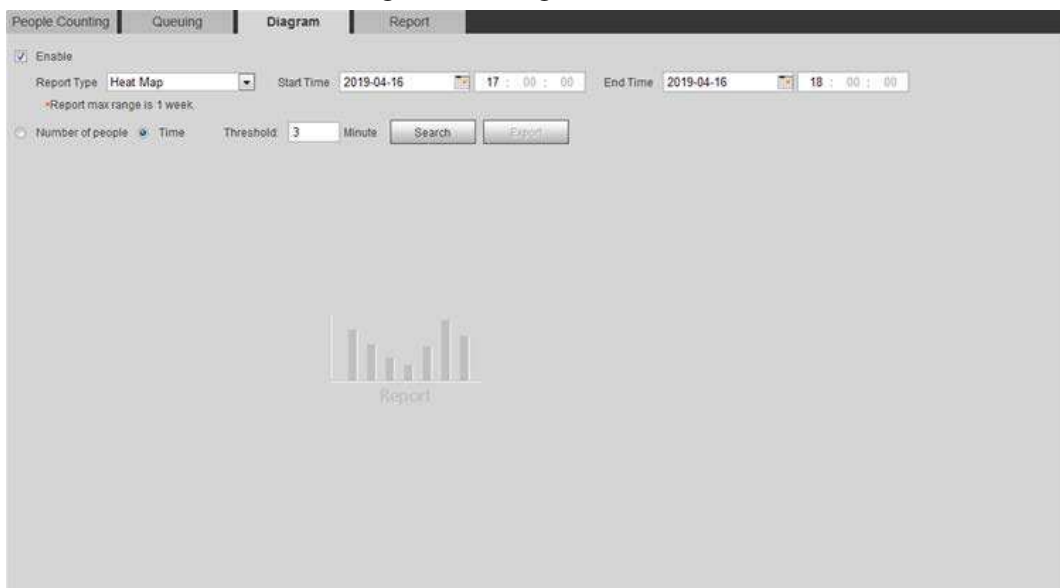 People Counting Queuing Diagram Report
Enable
Report Type Heat Map Start Time 2019-04-16 17 : 00 : 00 End Time 2019-04-16 18 : 00 : 00
*Report max range is 1 week.
Number of people Time Threshold 3 Minute Search Export
Report